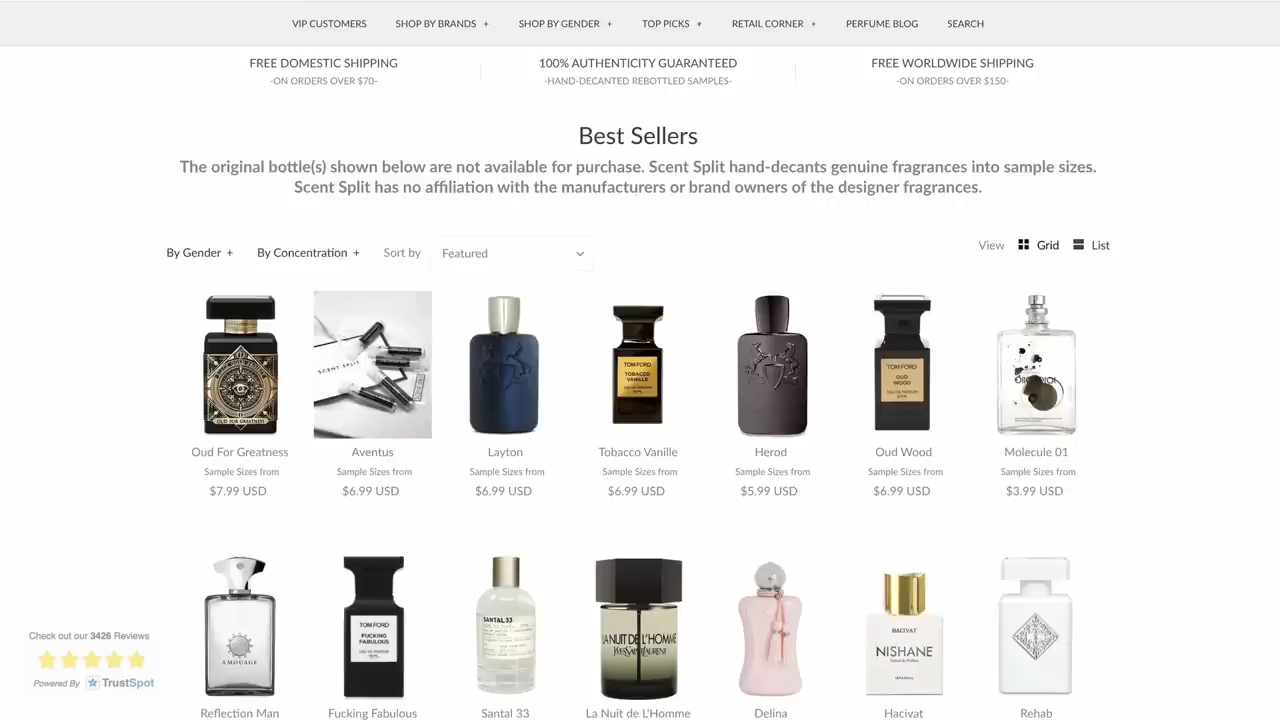 VIP CUSTOMERS SHOP BY BRANDS + SHOP BY GENDER + TOP PICKS + RETAIL CORNER + PERFUME BLOG SEARCH
FREE DOMESTIC SHIPPING 100% AUTHENTICITY GUARANTEED FREE WORLDWIDE SHIPPING
-ON ORDERS OVER $70- -HAND-DECANTED REBOTTLED SAMPLES- -ON ORDERS OVER $150-
Best Sellers
The original bottle(s) shown below are not available for purchase. Scent Split hand-decants genuine fragrances into sample sizes.
Scent Split has no affiliation with the manufacturers or brand owners of the designer fragrances.
By Gender + By Concentration + Sort by Featured View Grid List
OUD FOR GREATNESS
SCENT SPLIT
TOM FORD
TOBACCO
VANILLE
TOM FORD
OUD
WOOD
Oud For Greatness Aventus Layton Tobacco Vanille Herod Oud Wood Molecule 01
Sample Sizes from Sample Sizes from Sample Sizes from Sample Sizes from Sample Sizes from Sample Sizes from Sample Sizes from
$7.99 USD $6.99 USD $6.99 USD $6.99 USD $5.99 USD $6.99 USD $3.99 USD
AMOUAGE
TOM FORD
FUCKING
FABULOUS
SANTAL 33
LA NUIT DE L'HOMME
YVES SAINT LAURENT
HACIVAT
NISHANE
Check out our 3426 Reviews
Powered By TrustSpot
Reflection Man Fucking Fabulous Santal 33 La Nuit de L'Homme Delina Hacivat Rehab